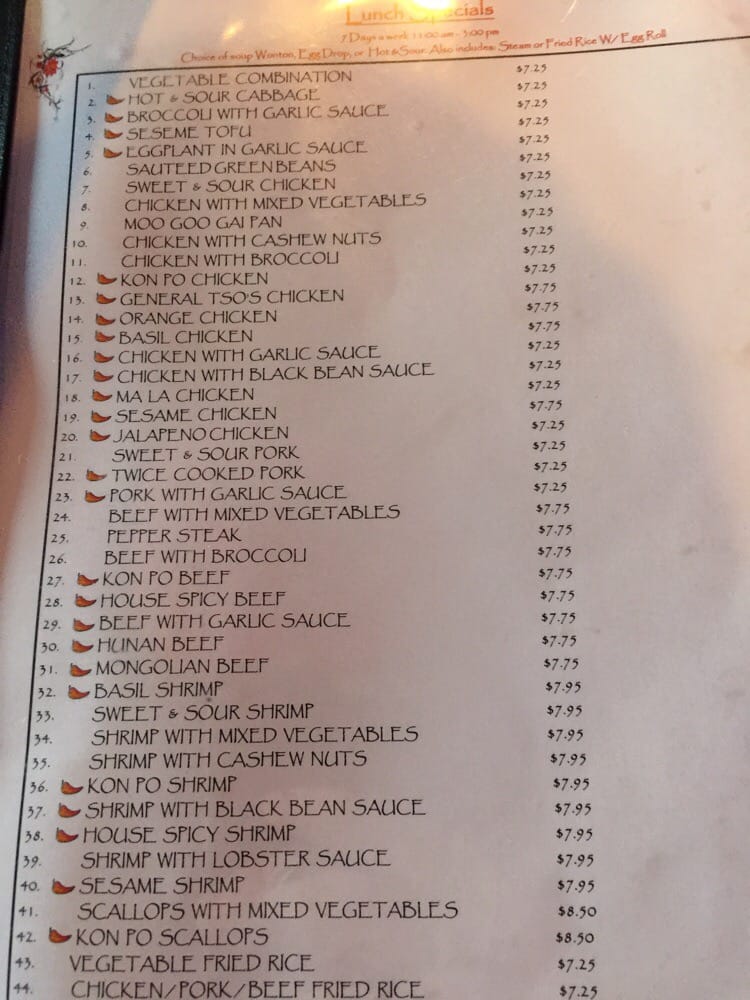 Lunch Specials
7 Days a week 11:00 am - 3:00 pm
Choice of soup Wonton, Egg Drop, or Hot & Sour. Also includes: Steam or Fried Rice W/ Egg Roll
1. VEGETABLE COMBINATION $7.25
2. HOT & SOUR CABBAGE $7.25
3. BROCCOLI WITH GARLIC SAUCE $7.25
4. SESEME TOFU $7.25
5. EGGPLANT IN GARLIC SAUCE $7.25
6. SAUTEED GREEN BEANS $7.25
7. SWEET & SOUR CHICKEN $7.25
8. CHICKEN WITH MIXED VEGETABLES $7.25
9. MOO GOO GAI PAN $7.25
10. CHICKEN WITH CASHEW NUTS $7.25
11. CHICKEN WITH BROCCOLI $7.25
12. KON PO CHICKEN $7.25
13. GENERAL TSO'S CHICKEN $7.75
14. ORANGE CHICKEN $7.75
15. BASIL CHICKEN $7.75
16. CHICKEN WITH GARLIC SAUCE $7.25
17. CHICKEN WITH BLACK BEAN SAUCE $7.25
18. MA LA CHICKEN $7.25
19. SESAME CHICKEN $7.75
20. JALAPENO CHICKEN $7.25
21. SWEET & SOUR PORK $7.25
22. TWICE COOKED PORK $7.25
23. PORK WITH GARLIC SAUCE $7.25
24. BEEF WITH MIXED VEGETABLES $7.75
25. PEPPER STEAK $7.75
26. BEEF WITH BROCCOLI $7.75
27. KON PO BEEF $7.75
28. HOUSE SPICY BEEF $7.75
29. BEEF WITH GARLIC SAUCE $7.75
30. HUNAN BEEF $7.75
31. MONGOLIAN BEEF $7.75
32. BASIL SHRIMP $7.95
33. SWEET & SOUR SHRIMP $7.95
34. SHRIMP WITH MIXED VEGETABLES $7.95
35. SHRIMP WITH CASHEW NUTS $7.95
36. KON PO SHRIMP $7.95
37. SHRIMP WITH BLACK BEAN SAUCE $7.95
38. HOUSE SPICY SHRIMP $7.95
39. SHRIMP WITH LOBSTER SAUCE $7.95
40. SESAME SHRIMP $7.95
41. SCALLOPS WITH MIXED VEGETABLES $8.50
42. KON PO SCALLOPS $8.50
43. VEGETABLE FRIED RICE $7.25
44. CHICKEN/PORK/BEEF FRIED RICE $7.25